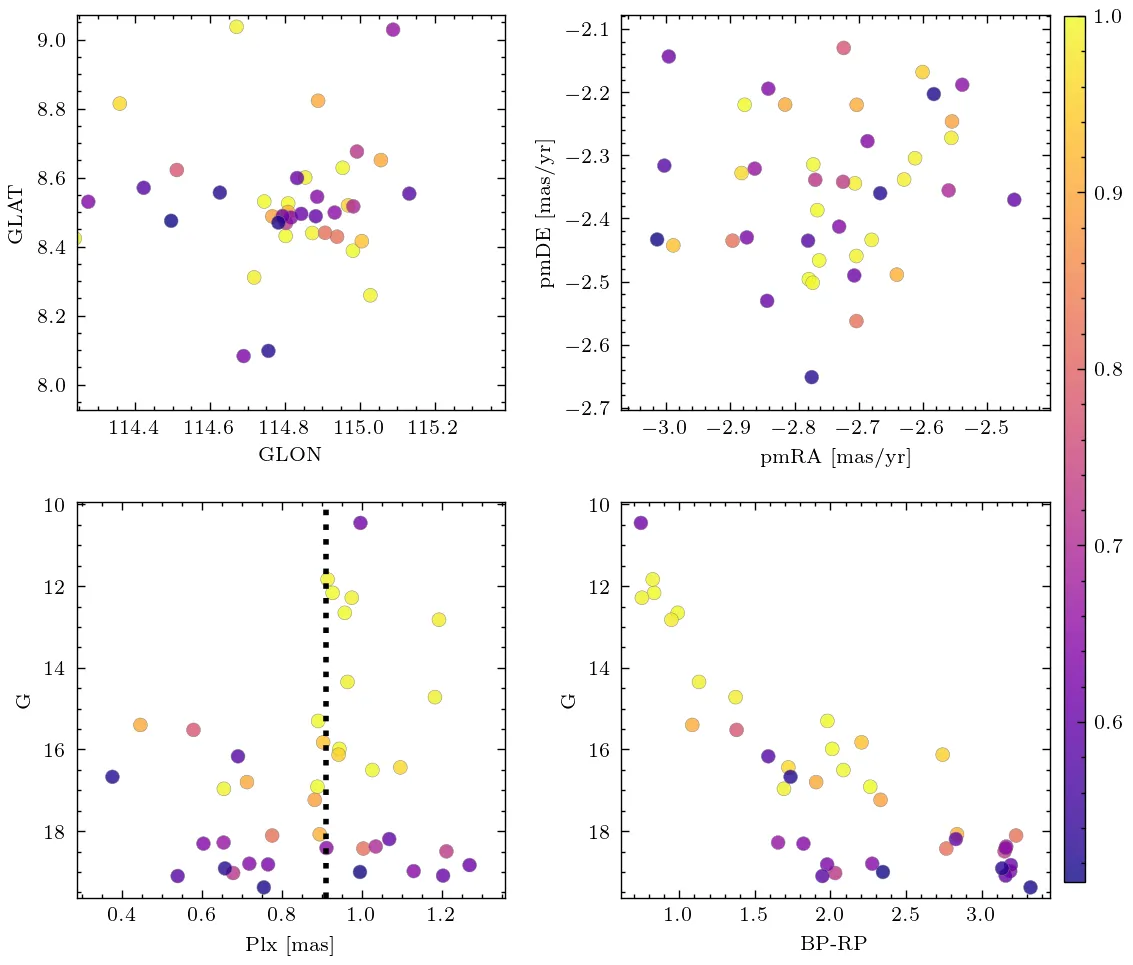 9.0
8.8
8.6
8.4
8.2
8.0
GLAT
114.4 114.6 114.8 115.0 115.2
GLON
−2.1
−2.2
−2.3
−2.4
−2.5
−2.6
−2.7
pmDE [mas/yr]
−3.0 −2.9 −2.8 −2.7 −2.6 −2.5
pmRA [mas/yr]
1.0
0.9
0.8
0.7
0.6
10
12
14
16
18
G
0.4 0.6 0.8 1.0 1.2
Plx [mas]
10
12
14
16
18
G
1.0 1.5 2.0 2.5 3.0
BP-RP